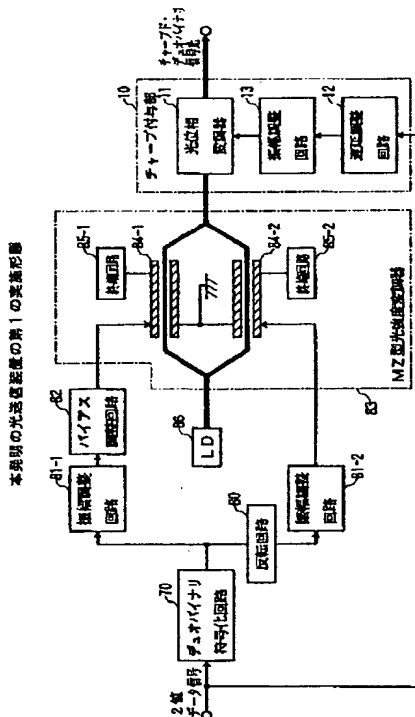 本発明の光送信装置の第1の実施形態
2値
データ信号
70
デュオバイナリ
符号化回路
80
反転回路
81-1
振幅調整
回路
82
バイアス
調整回路
81-2
振幅調整
回路
86
LD
83
85-1
終端回路
84-1
84-2
85-2
終端回路
MZ型光強度変調器
10
チャープ付与部
11
光位相
変調器
13
振幅調整
回路
12
遅延調整
回路
チャープド・
デュオバイナリ
信号光